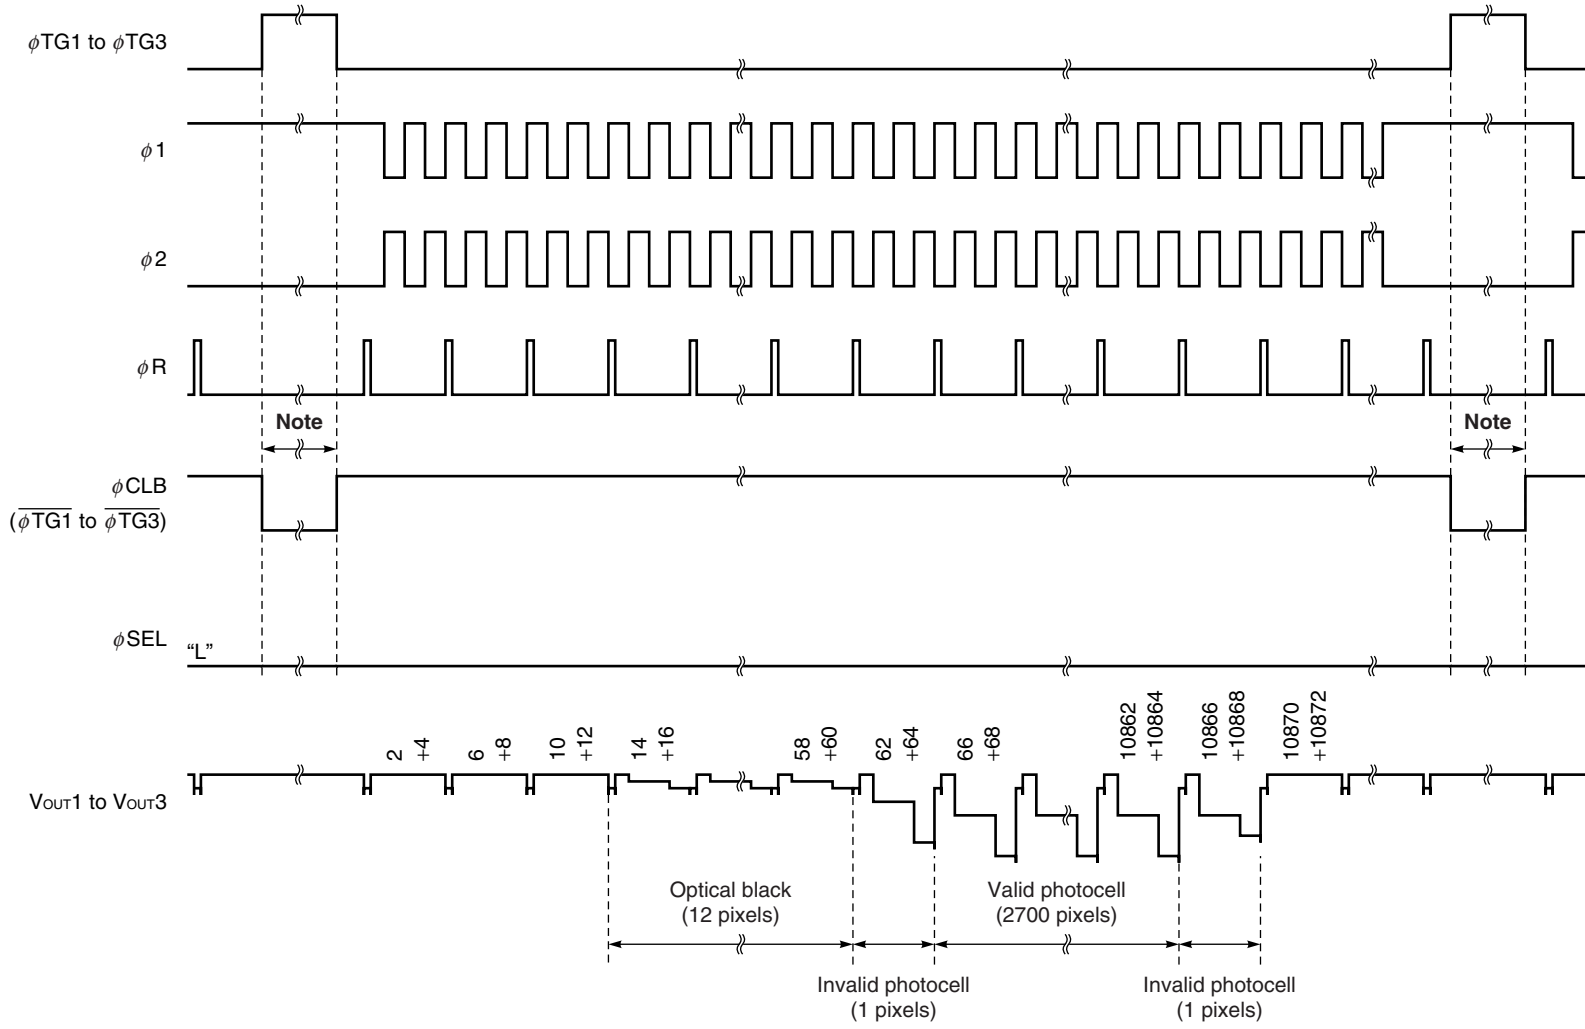 ϕTG1 to ϕTG3
ϕ1
ϕ2
ϕR
Note
Note
ϕCLB
(ϕTG1 to ϕTG3)
ϕSEL
“L”
2
+4
6
+8
10
+12
14
+16
58
+60
62
+64
66
+68
10862
+10864
10866
+10868
10870
+10872
VOUT1 to VOUT3
Optical black
(12 pixels)
Valid photocell
(2700 pixels)
Invalid photocell
(1 pixels)
Invalid photocell
(1 pixels)